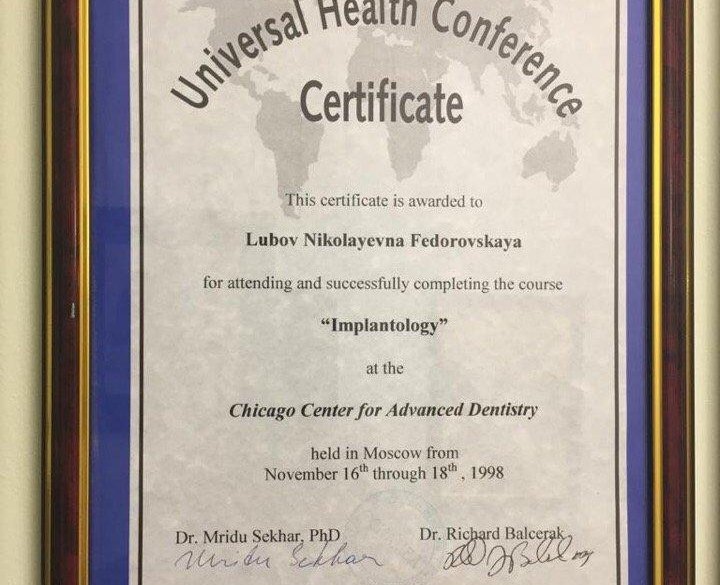 Universal Health Conference
Certificate
This certificate is awarded to
Lubov Nikolayevna Fedorovskaya
for attending and successfully completing the course
“Implantology”
at the
Chicago Center for Advanced Dentistry
held in Moscow from
November 16th through 18th , 1998
Dr. Mridu Sekhar, PhD
Dr. Richard Balcerak
Mridu Sekhar